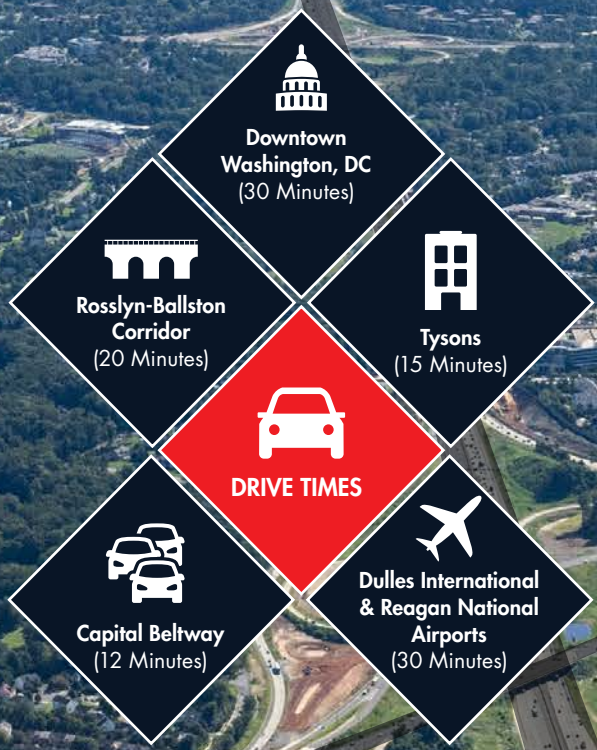 Downtown
Washington, DC
(30 Minutes)
Rosslyn-Ballston
Corridor
(20 Minutes)
Tysons
(15 Minutes)
DRIVE TIMES
Capital Beltway
(12 Minutes)
Dulles International
& Reagan National
Airports
(30 Minutes)